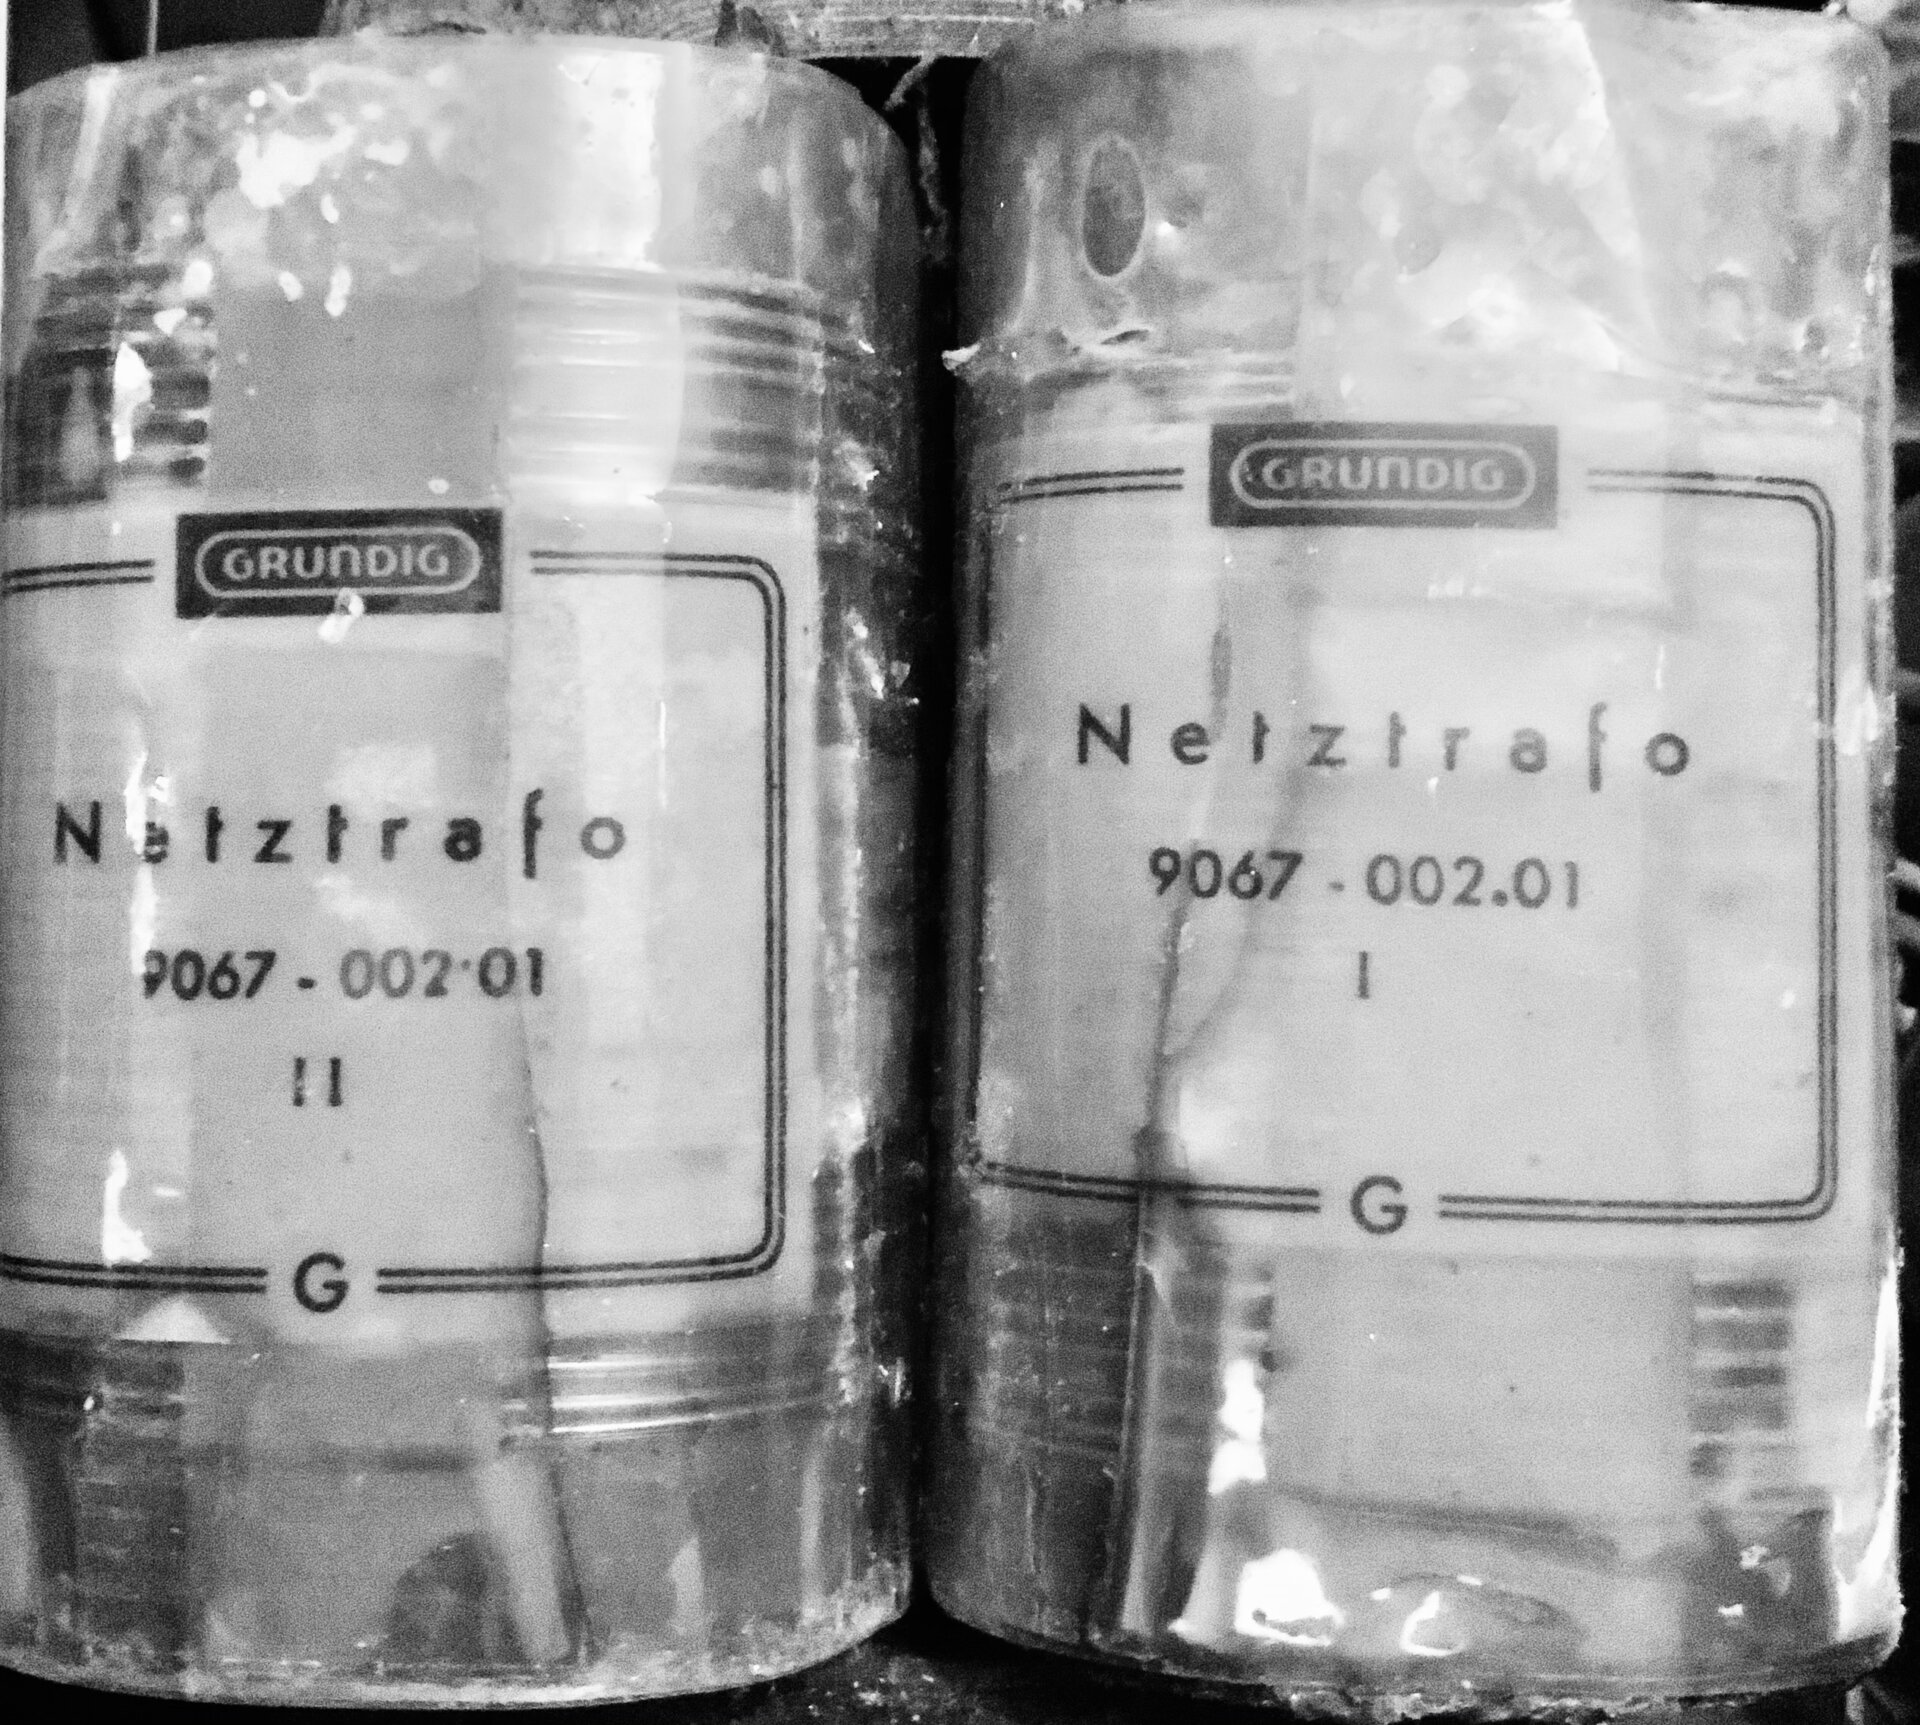 GRUNDIG
Netztrafo
9067 - 002·01
II
G
GRUNDIG
Netztrafo
9067 - 002.01
I
G